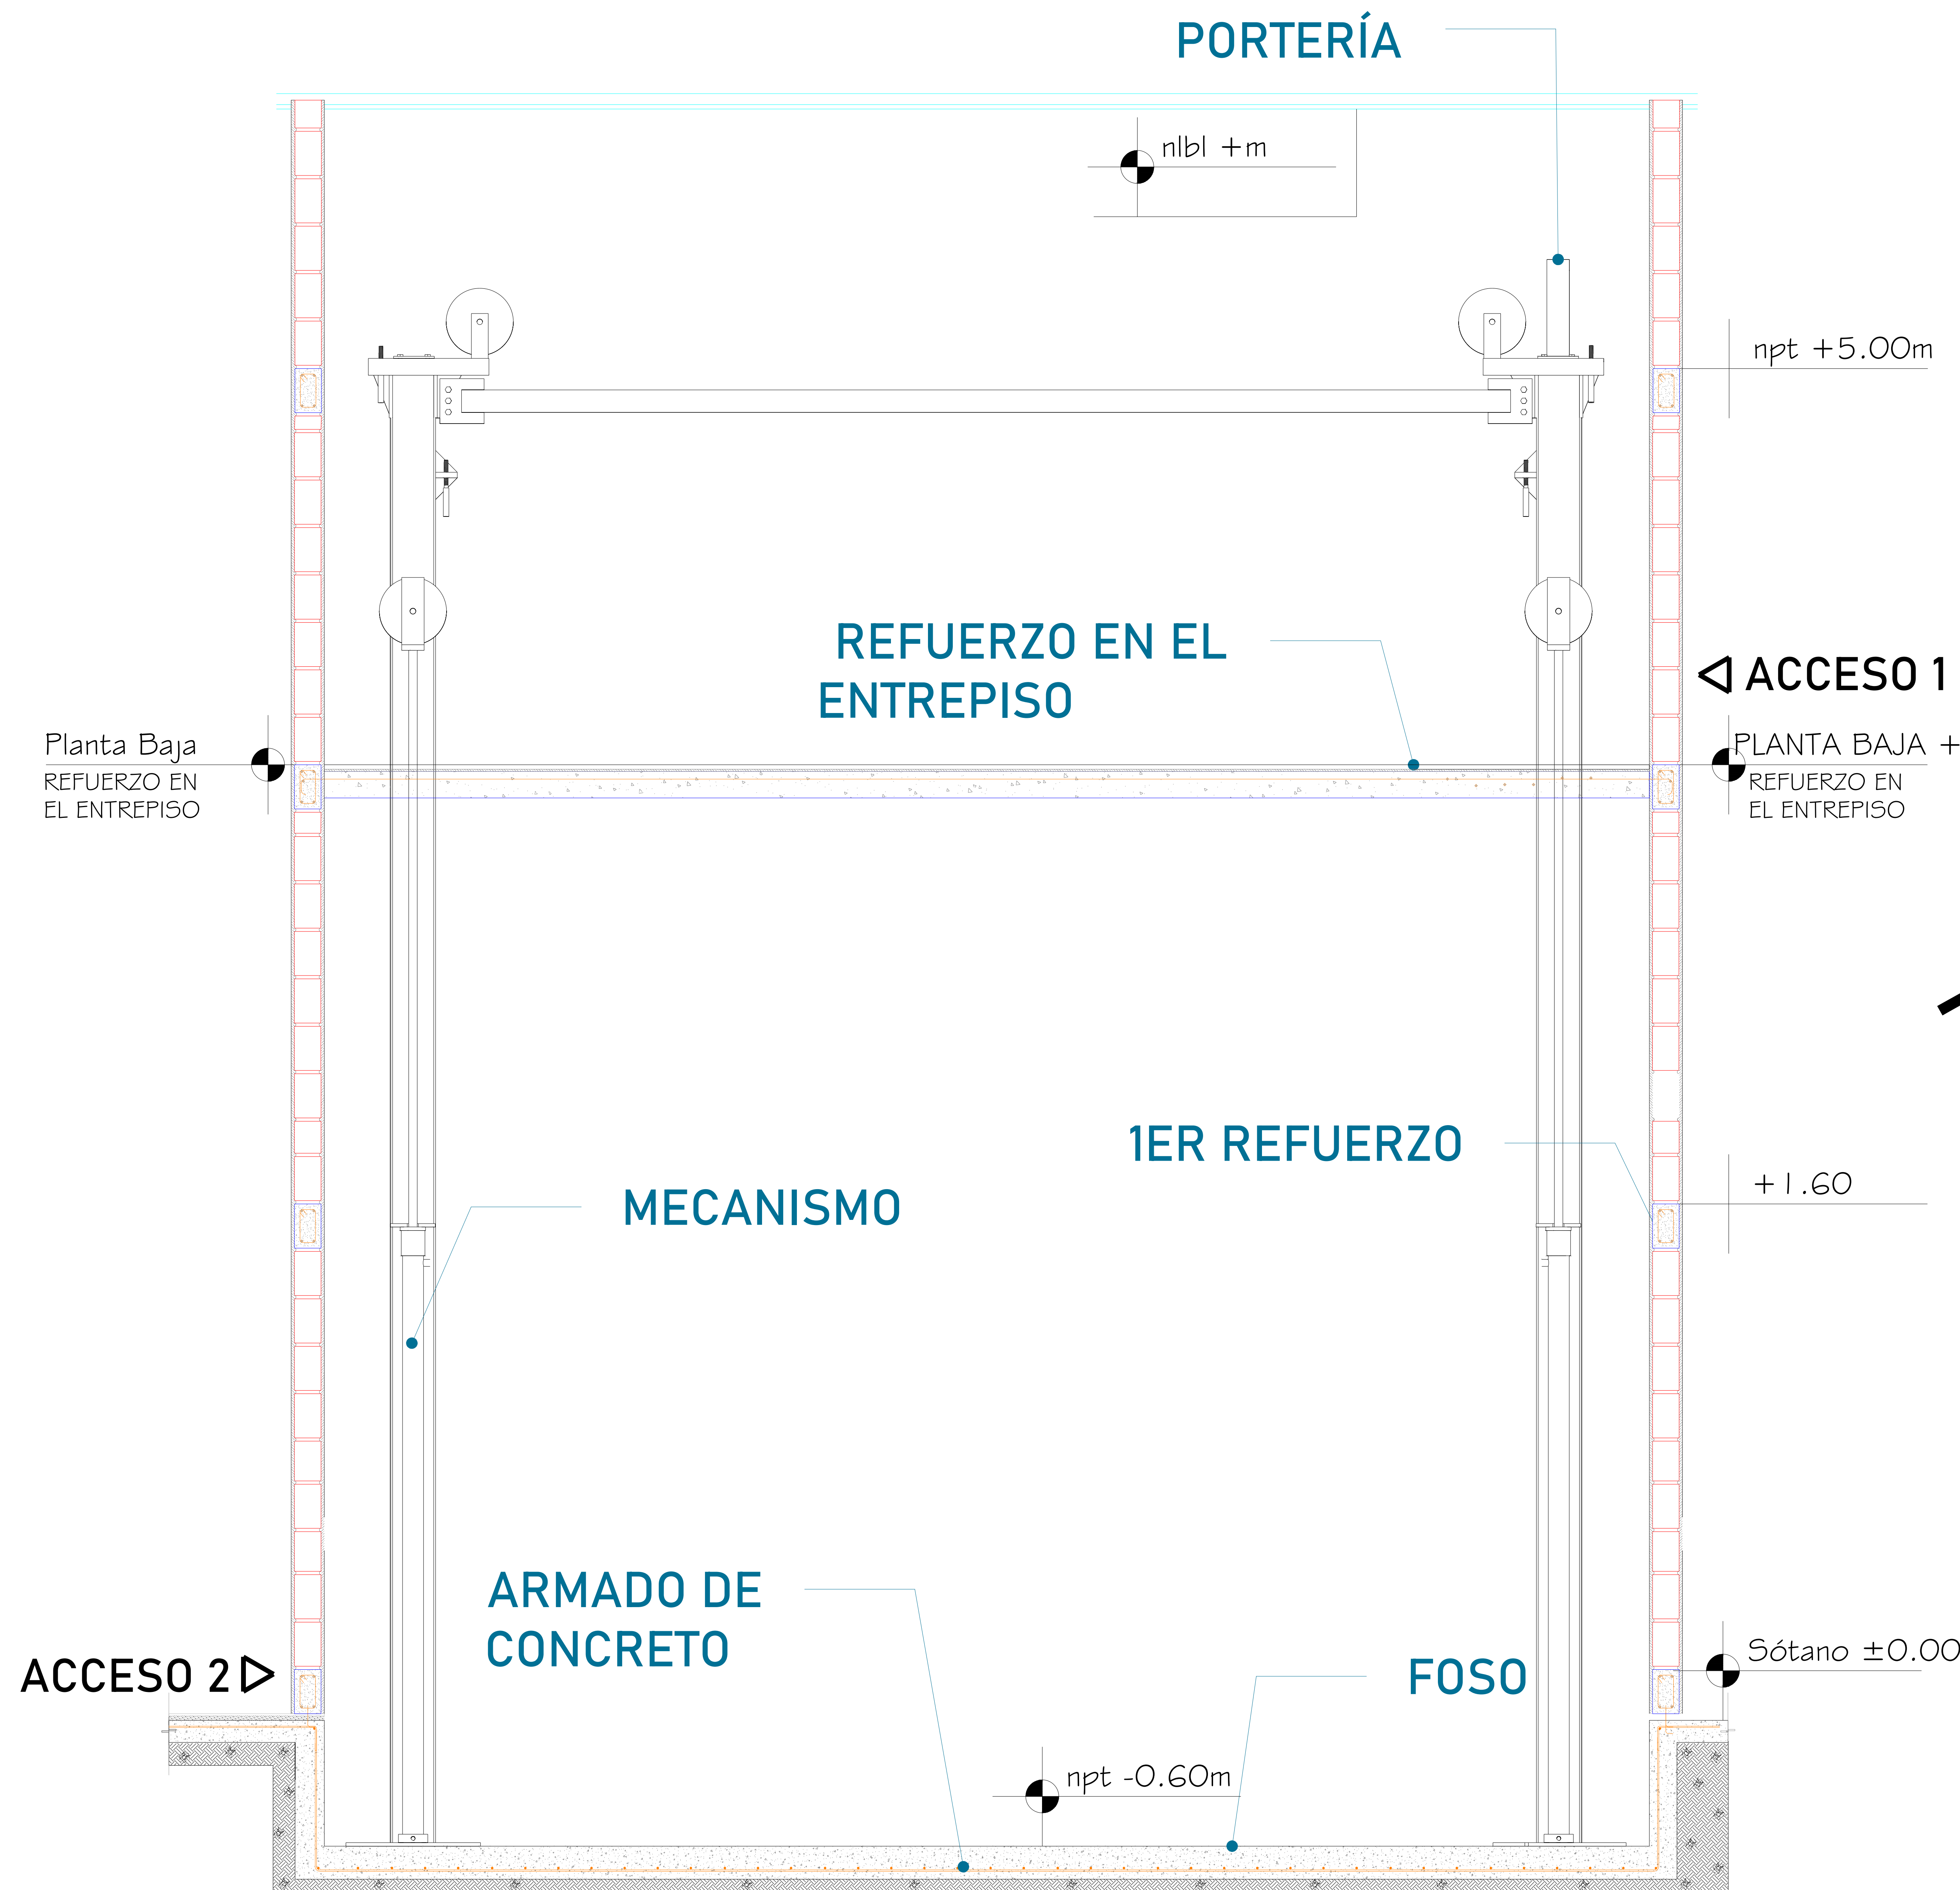 PORTERÍA
nlbl +m
npt +5.00m
REFUERZO EN EL
ENTREPISO
ACCESO 1
Planta Baja
REFUERZO EN
EL ENTREPISO
PLANTA BAJA +
REFUERZO EN
EL ENTREPISO
1ER REFUERZO
+1.60
MECANISMO
ARMADO DE
CONCRETO
FOSO
Sótano ±0.00
ACCESO 2
npt -0.60m